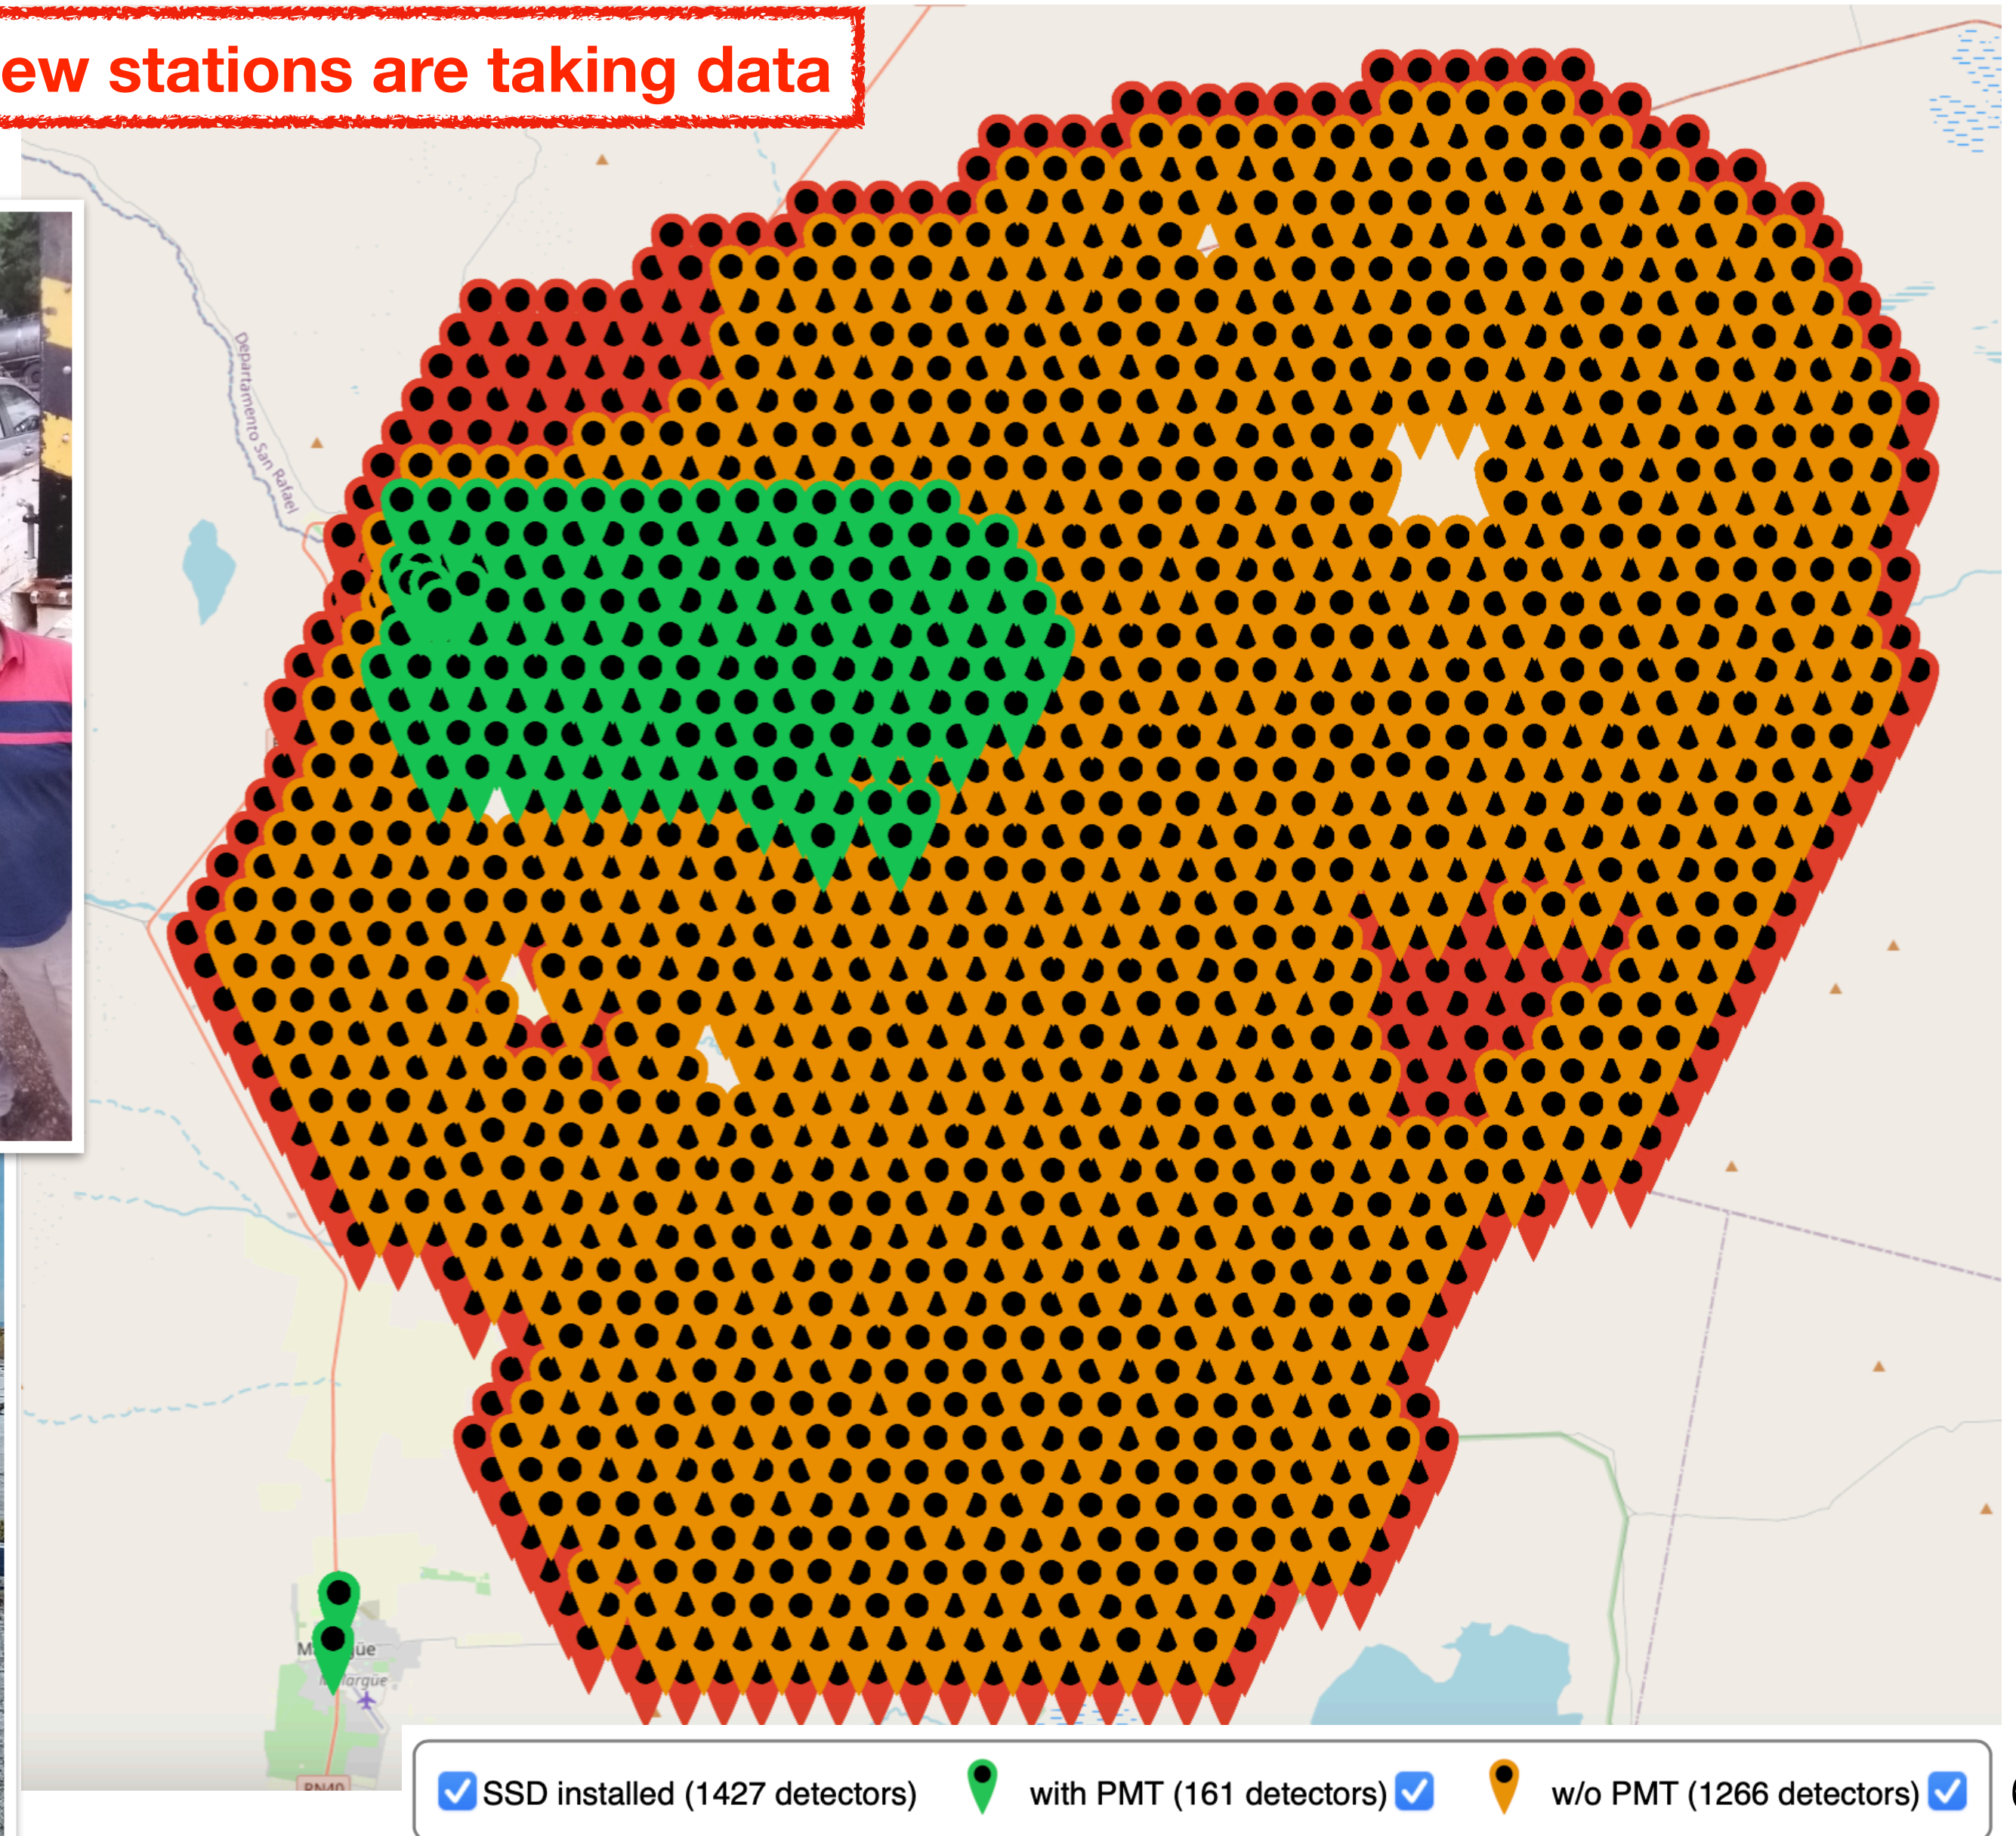 ew stations are taking data
Departamento San Rafael
RN40
SSD installed (1427 detectors) with PMT (161 detectors) w/o PMT (1266 detectors) (